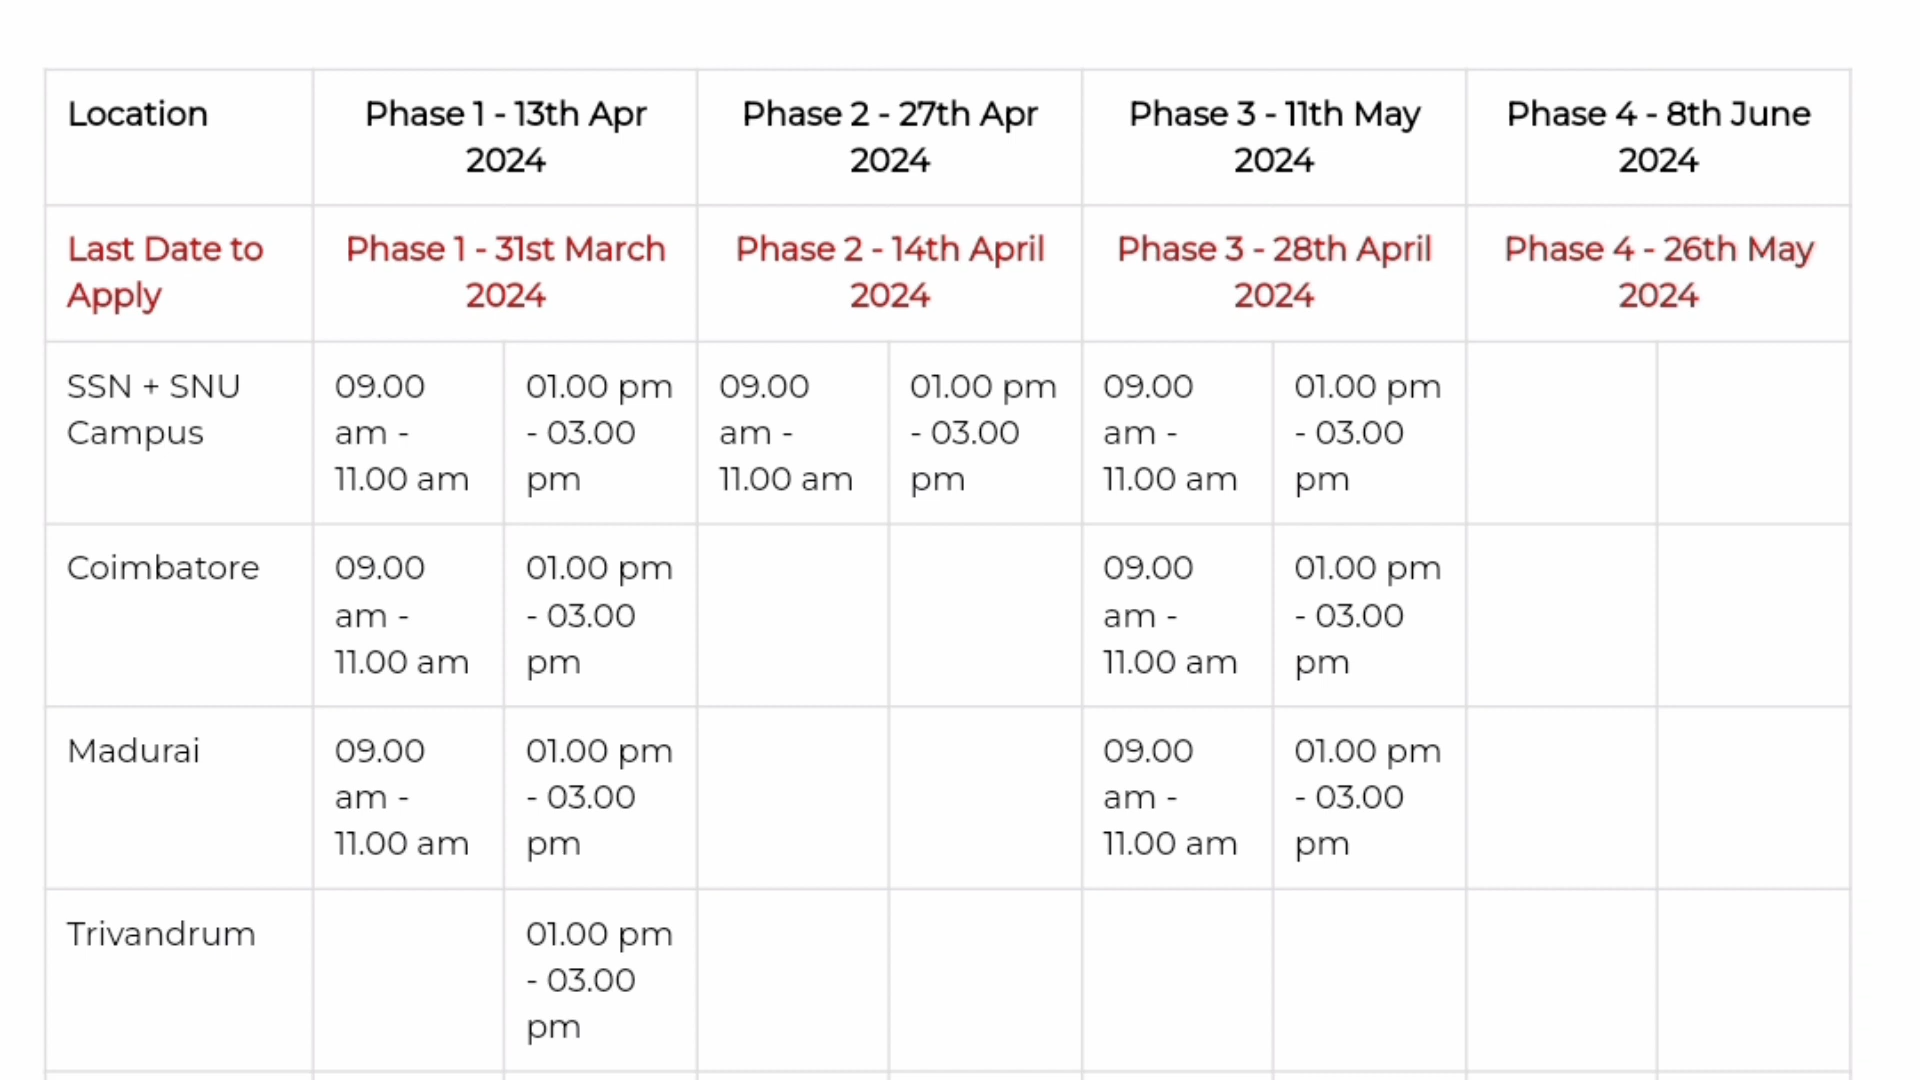 Location
Phase 1 - 13th Apr
2024
Phase 2 - 27th Apr
2024
Phase 3 - 11th May
2024
Phase 4 - 8th June
2024
Last Date to
Apply
Phase 1 - 31st March
2024
Phase 2 - 14th April
2024
Phase 3 - 28th April
2024
Phase 4 - 26th May
2024
SSN + SNU
Campus
09.00
am -
11.00 am
01.00 pm
- 03.00
pm
09.00
am -
11.00 am
01.00 pm
- 03.00
pm
09.00
am -
11.00 am
01.00 pm
- 03.00
pm
Coimbatore
09.00
am -
11.00 am
01.00 pm
- 03.00
pm
09.00
am -
11.00 am
01.00 pm
- 03.00
pm
Madurai
09.00
am -
11.00 am
01.00 pm
- 03.00
pm
09.00
am -
11.00 am
01.00 pm
- 03.00
pm
Trivandrum
01.00 pm
- 03.00
pm